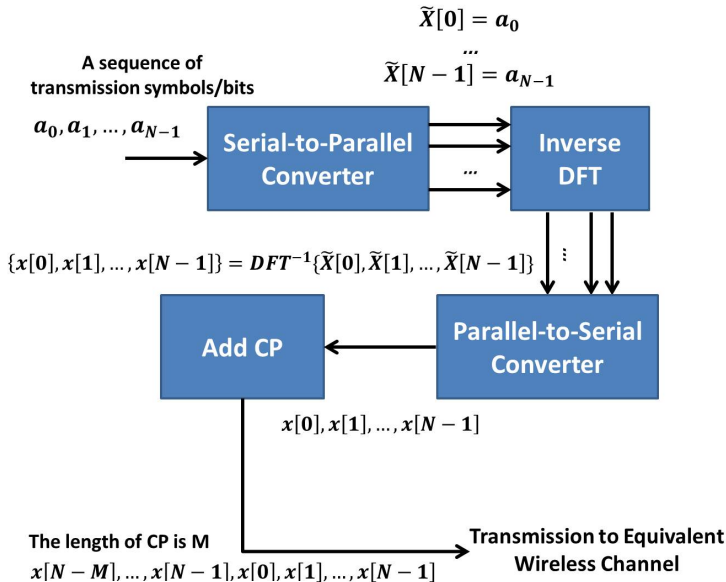 X̃[0] = a₀
...
X̃[N − 1] = a_{N−1}
A sequence of
transmission symbols/bits
a₀, a₁, ..., a_{N−1}
Serial-to-Parallel
Converter
...
Inverse
DFT
{x[0], x[1], ..., x[N − 1]} = DFT⁻¹{X̃[0], X̃[1], ..., X̃[N − 1]}
...
Add CP
Parallel-to-Serial
Converter
x[0], x[1], ..., x[N − 1]
The length of CP is M
x[N − M], ..., x[N − 1], x[0], x[1], ..., x[N − 1]
Transmission to Equivalent
Wireless Channel